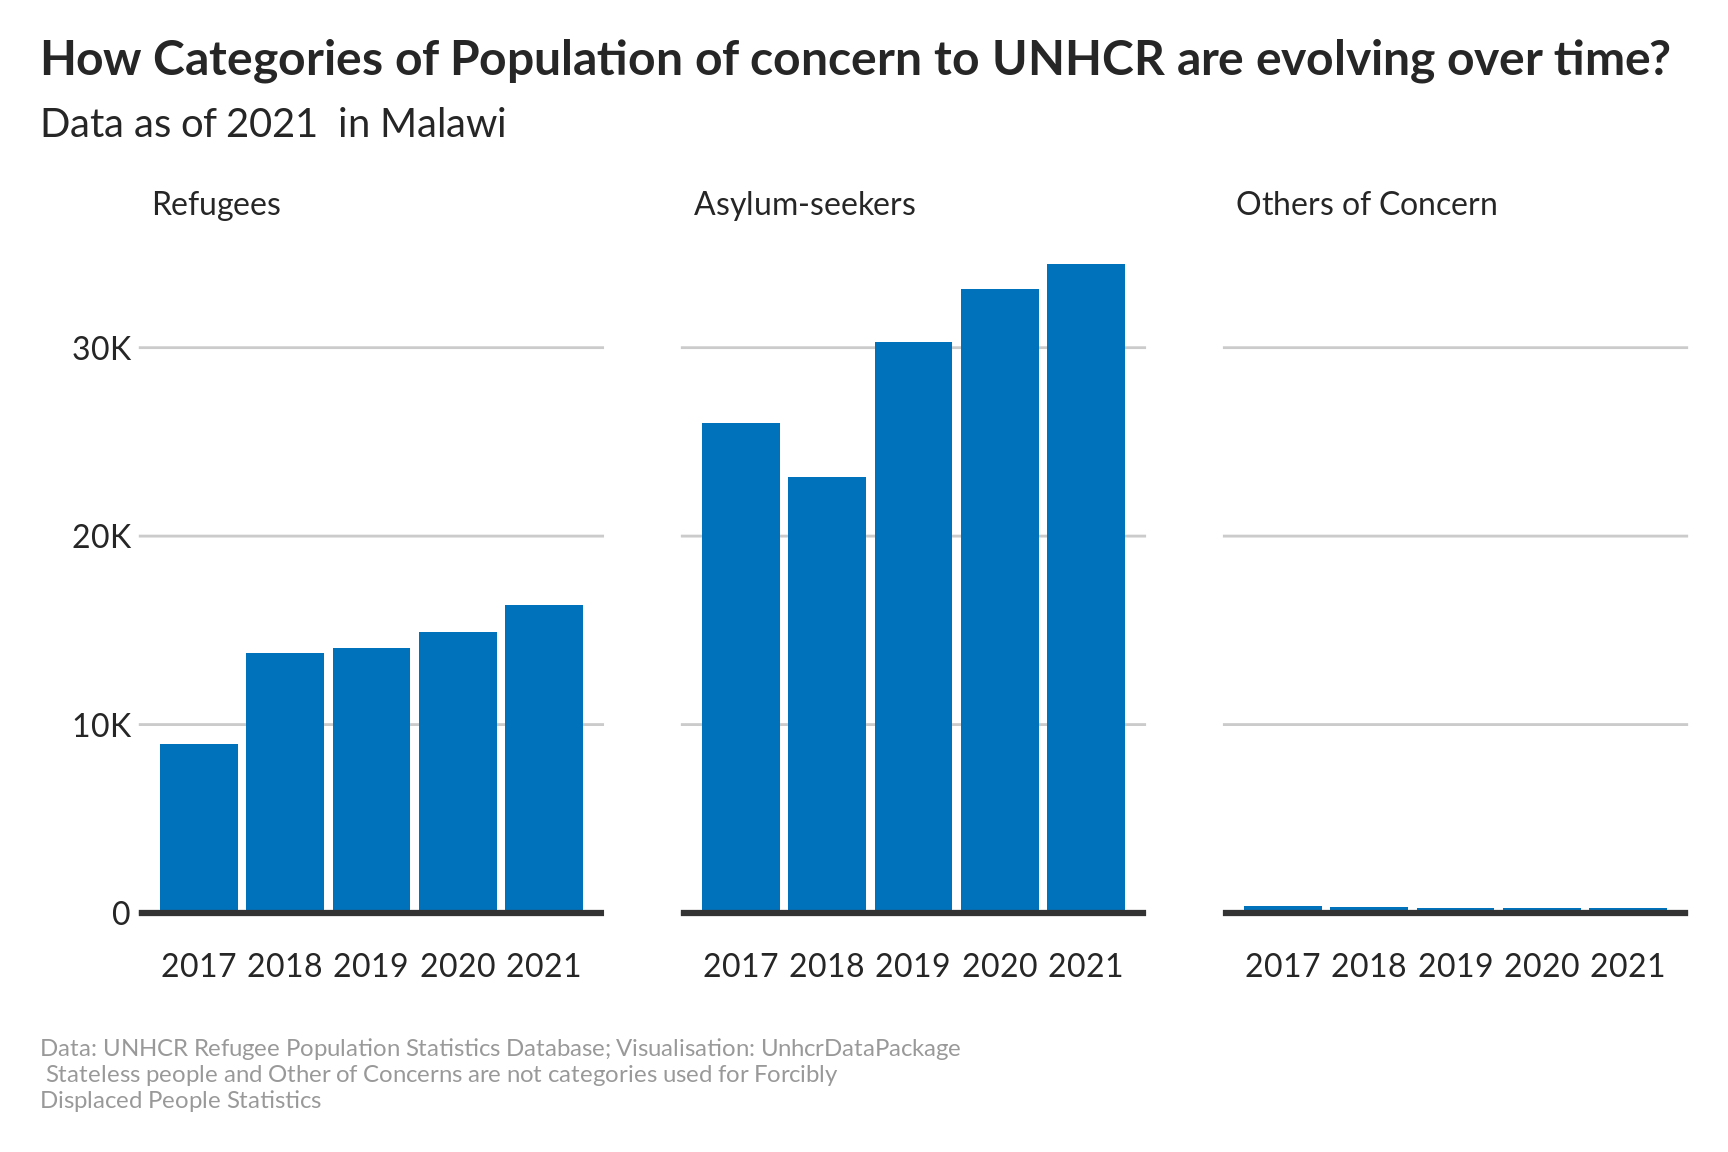 How Categories of Population of concern to UNHCR are evolving over time?
Data as of 2021  in Malawi
Refugees
Asylum-seekers
Others of Concern
30K
20K
10K
0
2017 2018 2019 2020 2021
2017 2018 2019 2020 2021
2017 2018 2019 2020 2021
Data: UNHCR Refugee Population Statistics Database; Visualisation: UnhcrDataPackage
Stateless people and Other of Concerns are not categories used for Forcibly
Displaced People Statistics